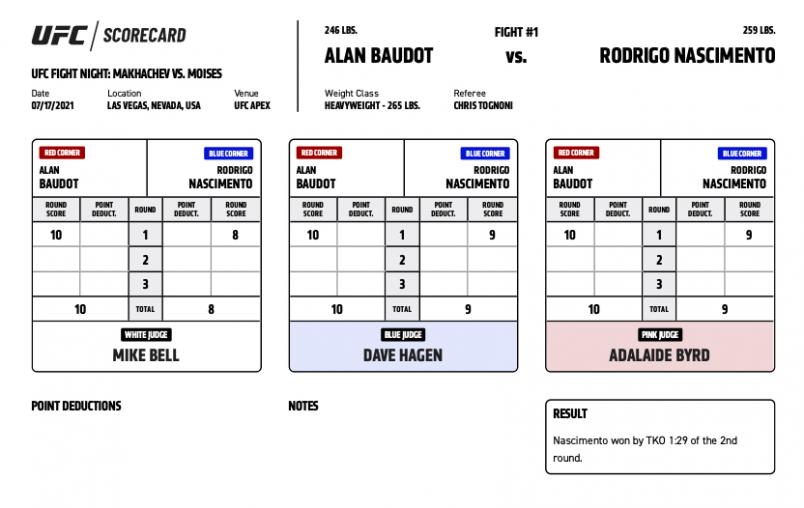 UFC / SCORECARD
UFC FIGHT NIGHT: MAKHACHEV VS. MOISES
Date Location Venue
07/17/2021 LAS VEGAS, NEVADA, USA UFC APEX
246 LBS. FIGHT #1 259 LBS.
ALAN BAUDOT vs. RODRIGO NASCIMENTO
Weight Class Referee
HEAVYWEIGHT - 265 LBS. CHRIS TOGNONI
RED CORNER BLUE CORNER
ALAN RODRIGO
BAUDOT NASCIMENTO
ROUND POINT ROUND POINT ROUND
SCORE DEDUCT. DEDUCT. SCORE
10 1 8
2
3
10 TOTAL 8
WHITE JUDGE
MIKE BELL
RED CORNER BLUE CORNER
ALAN RODRIGO
BAUDOT NASCIMENTO
ROUND POINT ROUND POINT ROUND
SCORE DEDUCT. DEDUCT. SCORE
10 1 9
2
3
10 TOTAL 9
BLUE JUDGE
DAVE HAGEN
RED CORNER BLUE CORNER
ALAN RODRIGO
BAUDOT NASCIMENTO
ROUND POINT ROUND POINT ROUND
SCORE DEDUCT. DEDUCT. SCORE
10 1 9
2
3
10 TOTAL 9
PINK JUDGE
ADALAIDE BYRD
POINT DEDUCTIONS
NOTES
RESULT
Nascimento won by TKO 1:29 of the 2nd
round.